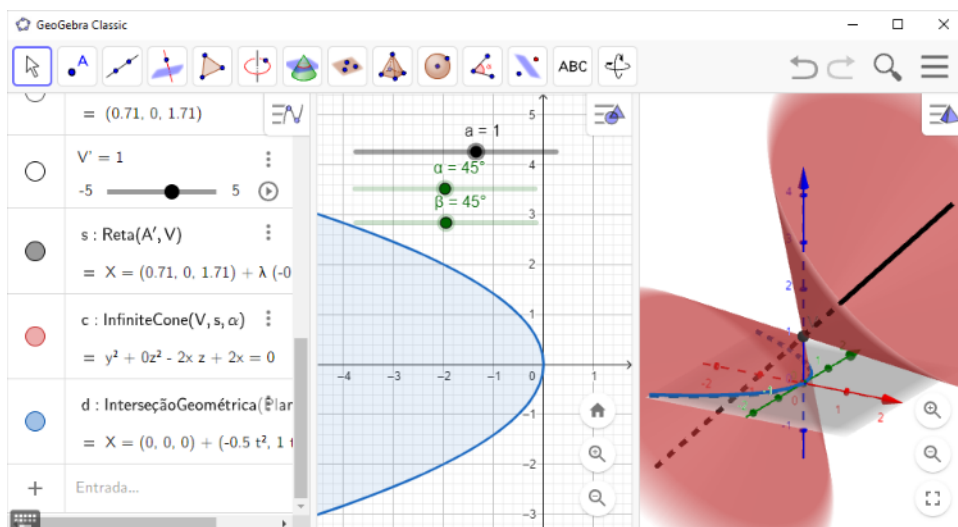 GeoGebra Classic
A
ABC
= (0.71, 0, 1.71)
V' = 1
-5
5
s : Reta(A′, V)
= X = (0.71, 0, 1.71) + λ (-0
c : InfiniteCone(V, s, α)
= y² + 0z² - 2x z + 2x = 0
d : InterseçãoGeométrica(
= X = (0, 0, 0) + (-0.5 t², 1 t
+ Entrada...
a = 1
α = 45°
β = 45°
5
4
3
2
1
0
−1
−2
−3
−4
−3
−2
−1
1
4
3
2
1
0
-1
-2
-1
1
2